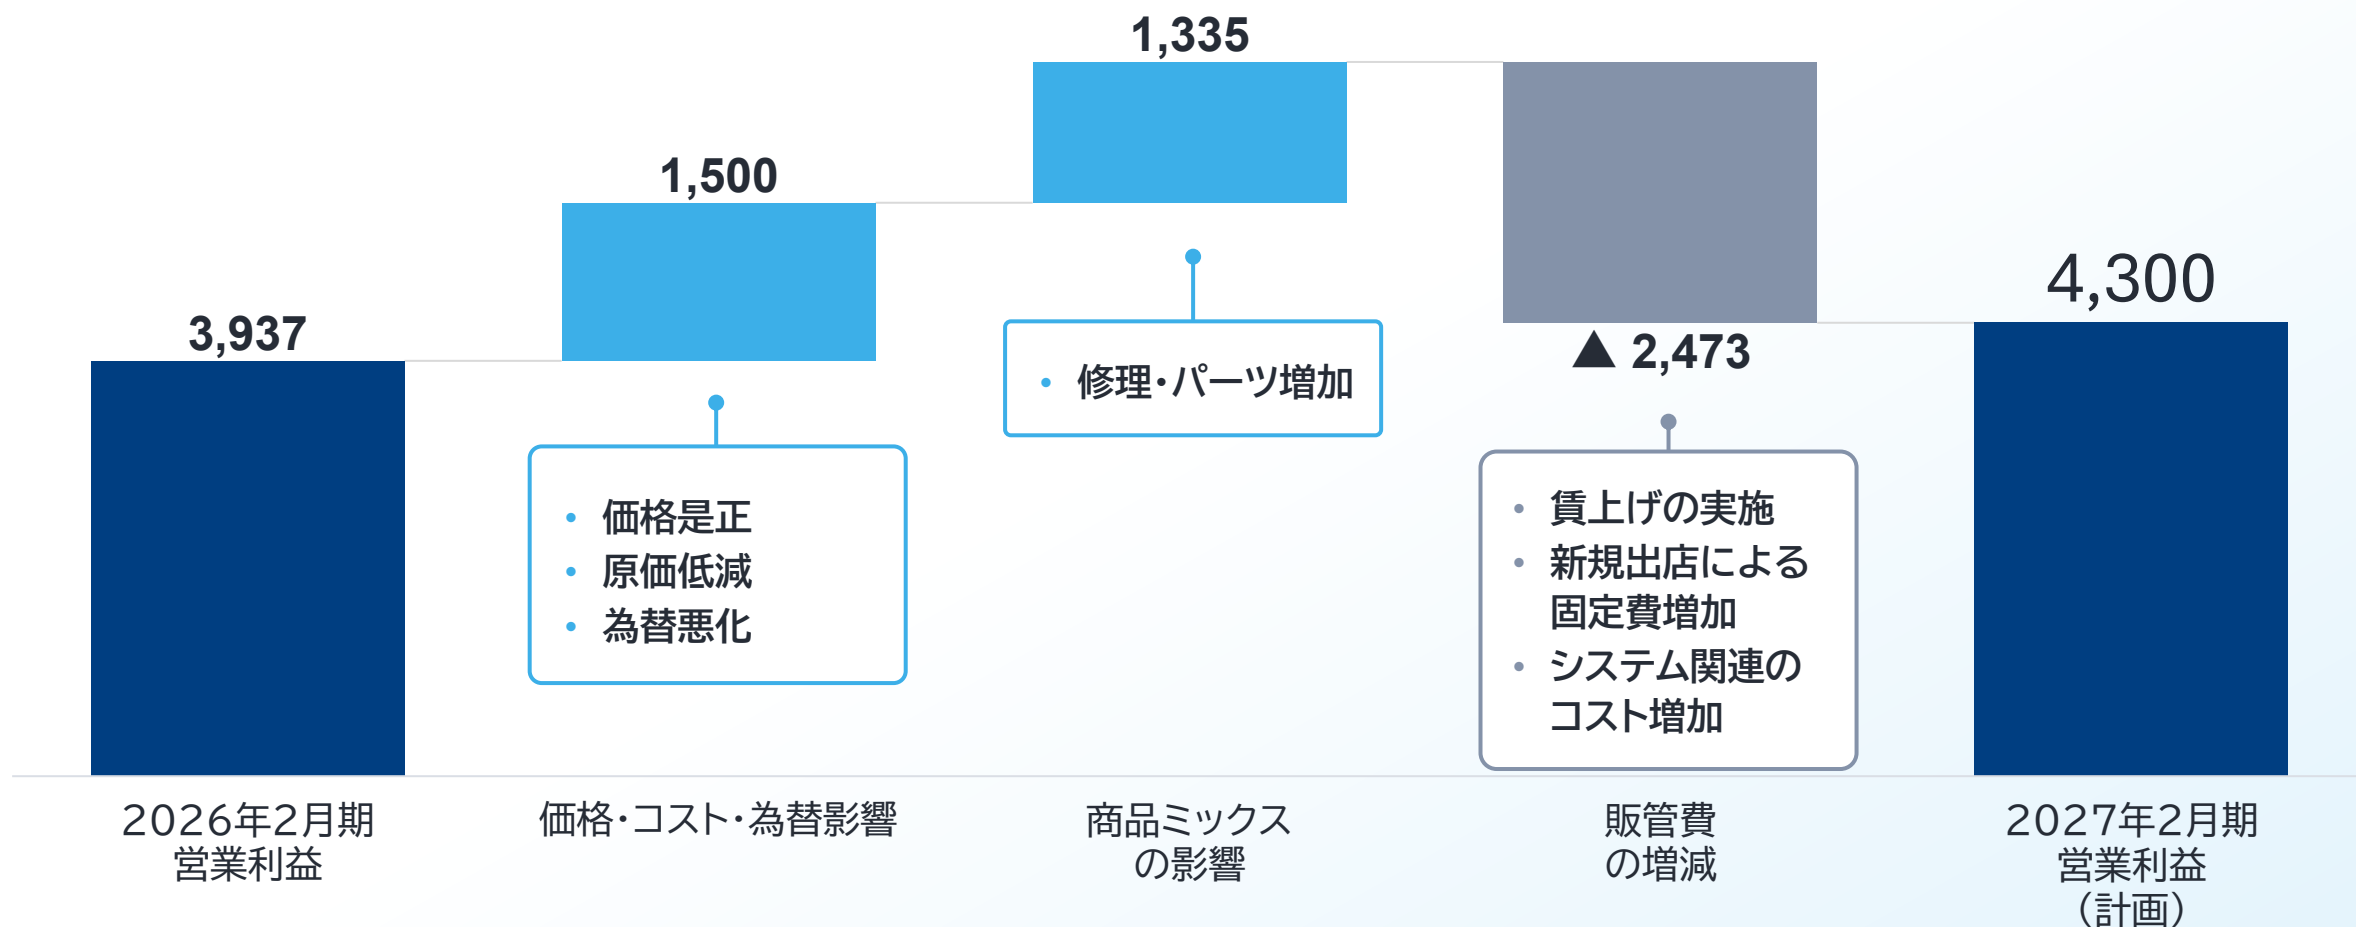 3,937
2026年2月期
営業利益
1,500
• 価格是正
• 原価低減
• 為替悪化
価格・コスト・為替影響
1,335
• 修理・パーツ増加
商品ミックス
の影響
▲ 2,473
• 賃上げの実施
• 新規出店による
固定費増加
• システム関連の
コスト増加
販管費
の増減
4,300
2027年2月期
営業利益
（計画）